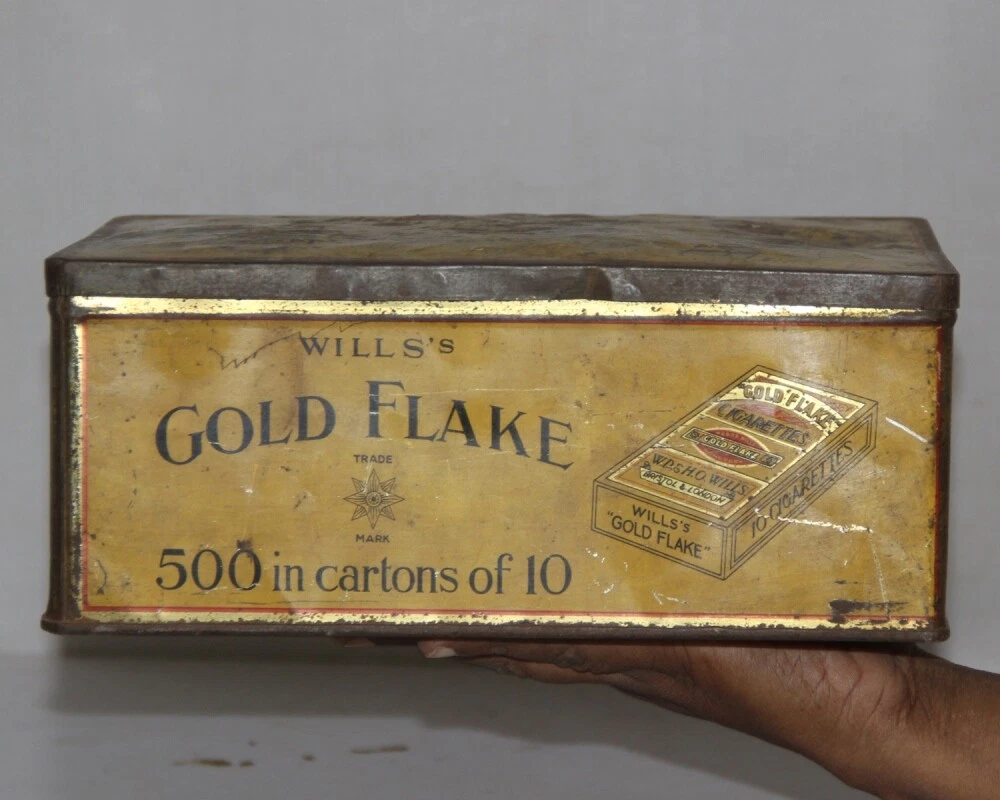 WILLS'S
GOLD FLAKE
TRADE
MARK
500 in cartons of 10
"GOLD FLAKE"
CIGARETTES
GOLD FLAKE
W.D. & H.O. WILLS
BRISTOL & LONDON
WILLS'S
"GOLD FLAKE"
10 CIGARETTES